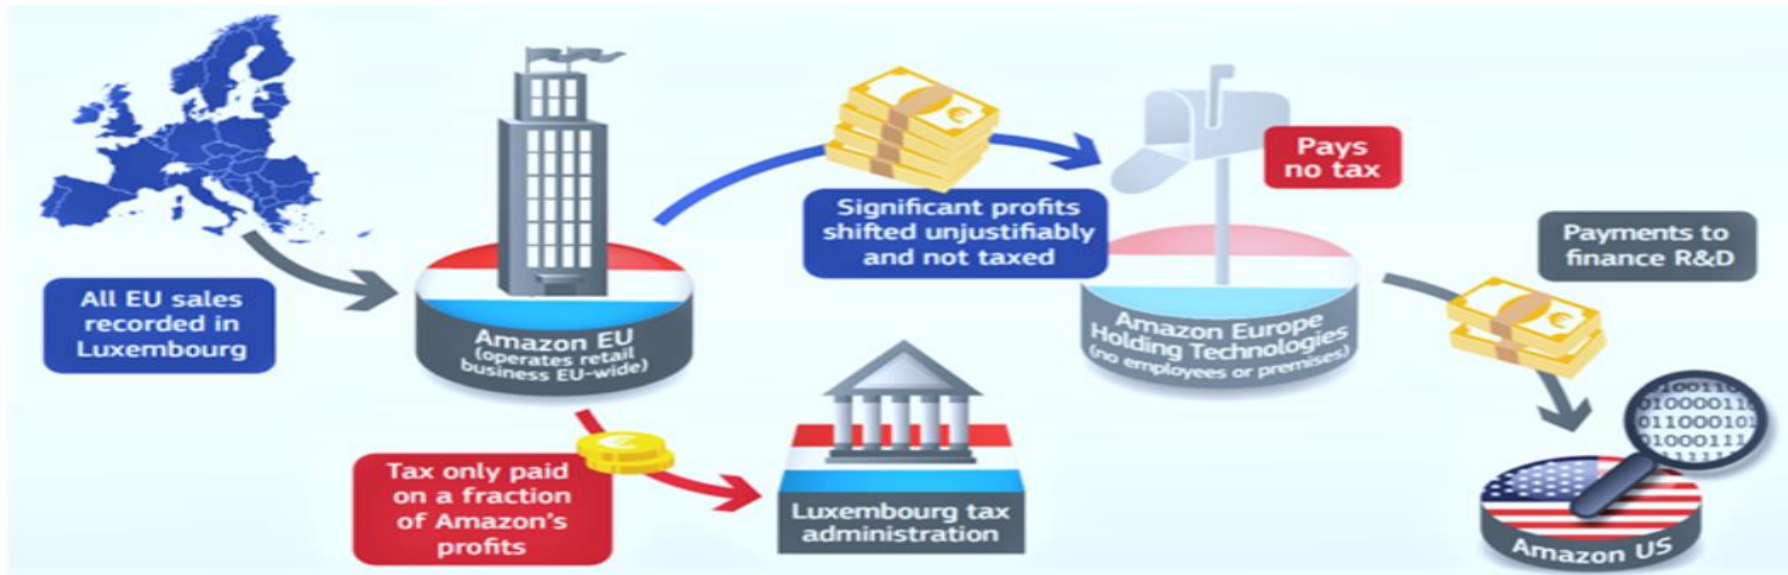 All EU sales
recorded in
Luxembourg
Amazon EU
(operates retail
business EU-wide)
Tax only paid
on a fraction
of Amazon's
profits
Luxembourg tax
administration
Significant profits
shifted unjustifiably
and not taxed
Pays
no tax
Amazon Europe
Holding Technologies
(no employees or premises)
Payments to
finance R&D
Amazon US